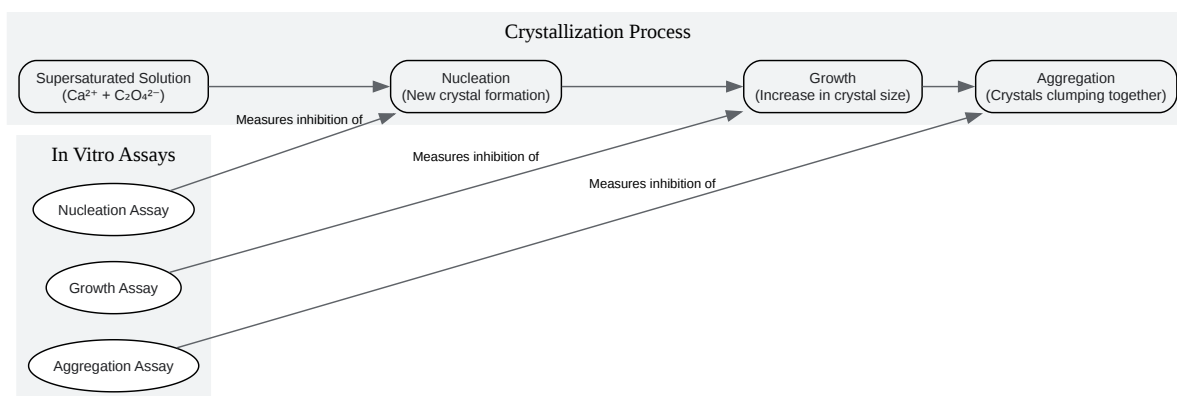 Crystallization Process
Supersaturated Solution
(Ca²⁺ + C₂O₄²⁻)
Nucleation
(New crystal formation)
Growth
(Increase in crystal size)
Aggregation
(Crystals clumping together)
Measures inhibition of
In Vitro Assays
Measures inhibition of
Measures inhibition of
Nucleation Assay
Growth Assay
Aggregation Assay